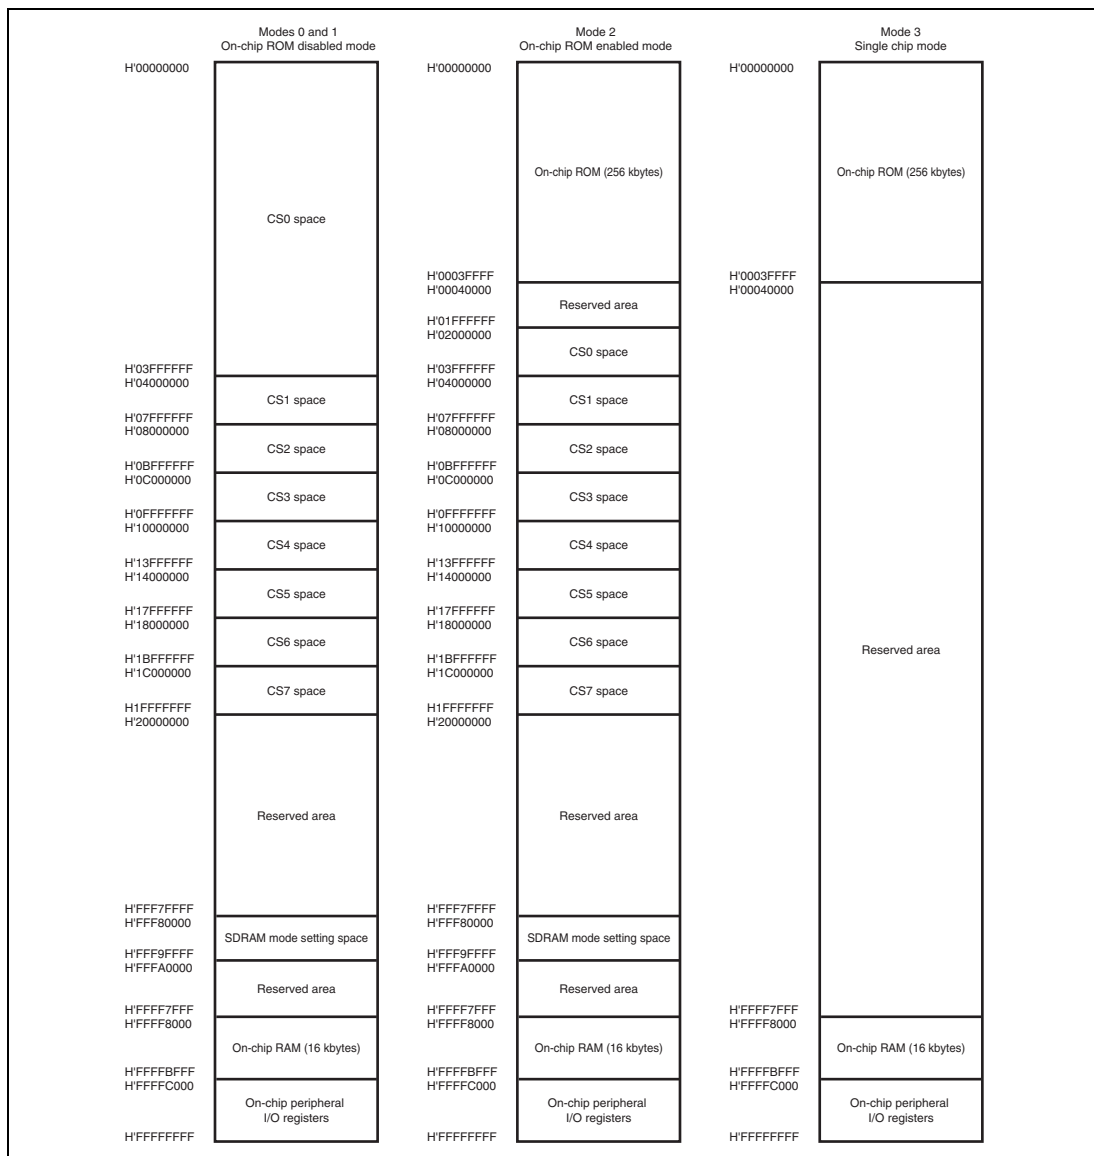 Modes 0 and 1
On-chip ROM disabled mode
H'00000000
CS0 space
H'03FFFFFF
H'04000000
CS1 space
H'07FFFFFF
H'08000000
CS2 space
H'0BFFFFFF
H'0C000000
CS3 space
H'0FFFFFFF
H'10000000
CS4 space
H'13FFFFFF
H'14000000
CS5 space
H'17FFFFFF
H'18000000
CS6 space
H'1BFFFFFF
H'1C000000
CS7 space
H1FFFFFFF
H'20000000
Reserved area
H'FFF7FFFF
H'FFF80000
SDRAM mode setting space
H'FFF9FFFF
H'FFFA0000
Reserved area
H'FFFF7FFF
H'FFFF8000
On-chip RAM (16 kbytes)
H'FFFFBFFF
H'FFFFC000
On-chip peripheral
I/O registers
H'FFFFFFFF
Mode 2
On-chip ROM enabled mode
H'00000000
On-chip ROM (256 kbytes)
H'0003FFFF
H'00040000
Reserved area
H'01FFFFFF
H'02000000
CS0 space
H'03FFFFFF
H'04000000
CS1 space
H'07FFFFFF
H'08000000
CS2 space
H'0BFFFFFF
H'0C000000
CS3 space
H'0FFFFFFF
H'10000000
CS4 space
H'13FFFFFF
H'14000000
CS5 space
H'17FFFFFF
H'18000000
CS6 space
H'1BFFFFFF
H'1C000000
CS7 space
H1FFFFFFF
H'20000000
Reserved area
H'FFF7FFFF
H'FFF80000
SDRAM mode setting space
H'FFF9FFFF
H'FFFA0000
Reserved area
H'FFFF7FFF
H'FFFF8000
On-chip RAM (16 kbytes)
H'FFFFBFFF
H'FFFFC000
On-chip peripheral
I/O registers
H'FFFFFFFF
Mode 3
Single chip mode
H'00000000
On-chip ROM (256 kbytes)
H'0003FFFF
H'00040000
Reserved area
H'FFFF7FFF
H'FFFF8000
On-chip RAM (16 kbytes)
H'FFFFBFFF
H'FFFFC000
On-chip peripheral
I/O registers
H'FFFFFFFF